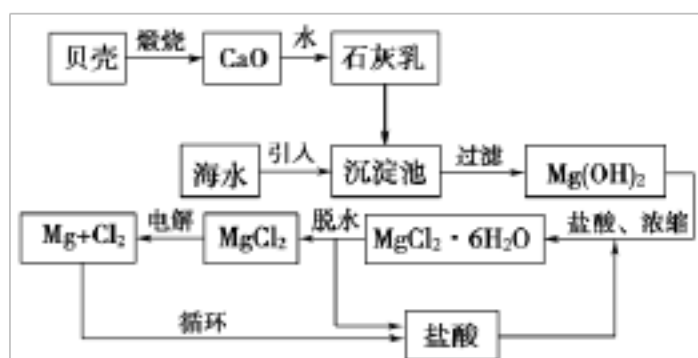 贝壳 煅烧 CaO 水 石灰乳
海水 引入 沉淀池 过滤 Mg(OH)₂
Mg+Cl₂ 电解 MgCl₂ 脱水 MgCl₂·6H₂O 盐酸、浓缩
循环 盐酸